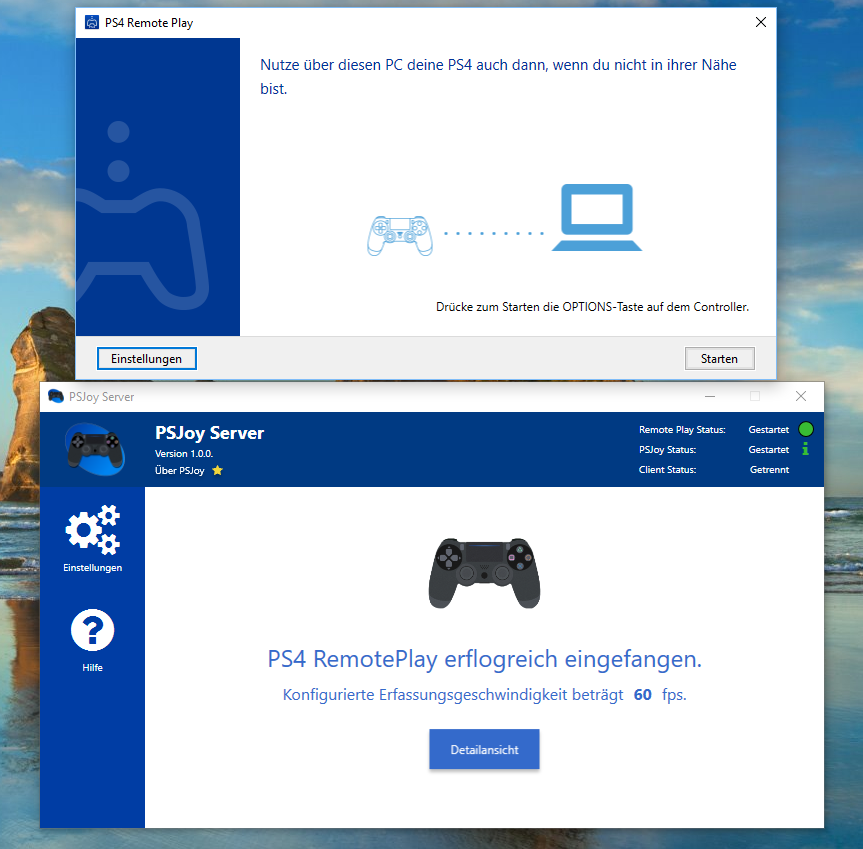 PS4 Remote Play
Nutze über diesen PC deine PS4 auch dann, wenn du nicht in ihrer Nähe
bist.
Drücke zum Starten die OPTIONS-Taste auf dem Controller.
Einstellungen
Starten
PSJoy Server
PSJoy Server
Version 1.0.0.
Über PSJoy
Remote Play Status: Gestartet
PSJoy Status: Gestartet
Client Status: Getrennt
Einstellungen
Hilfe
PS4 RemotePlay erflogreich eingefangen.
Konfigurierte Erfassungsgeschwindigkeit beträgt 60 fps.
Detailansicht